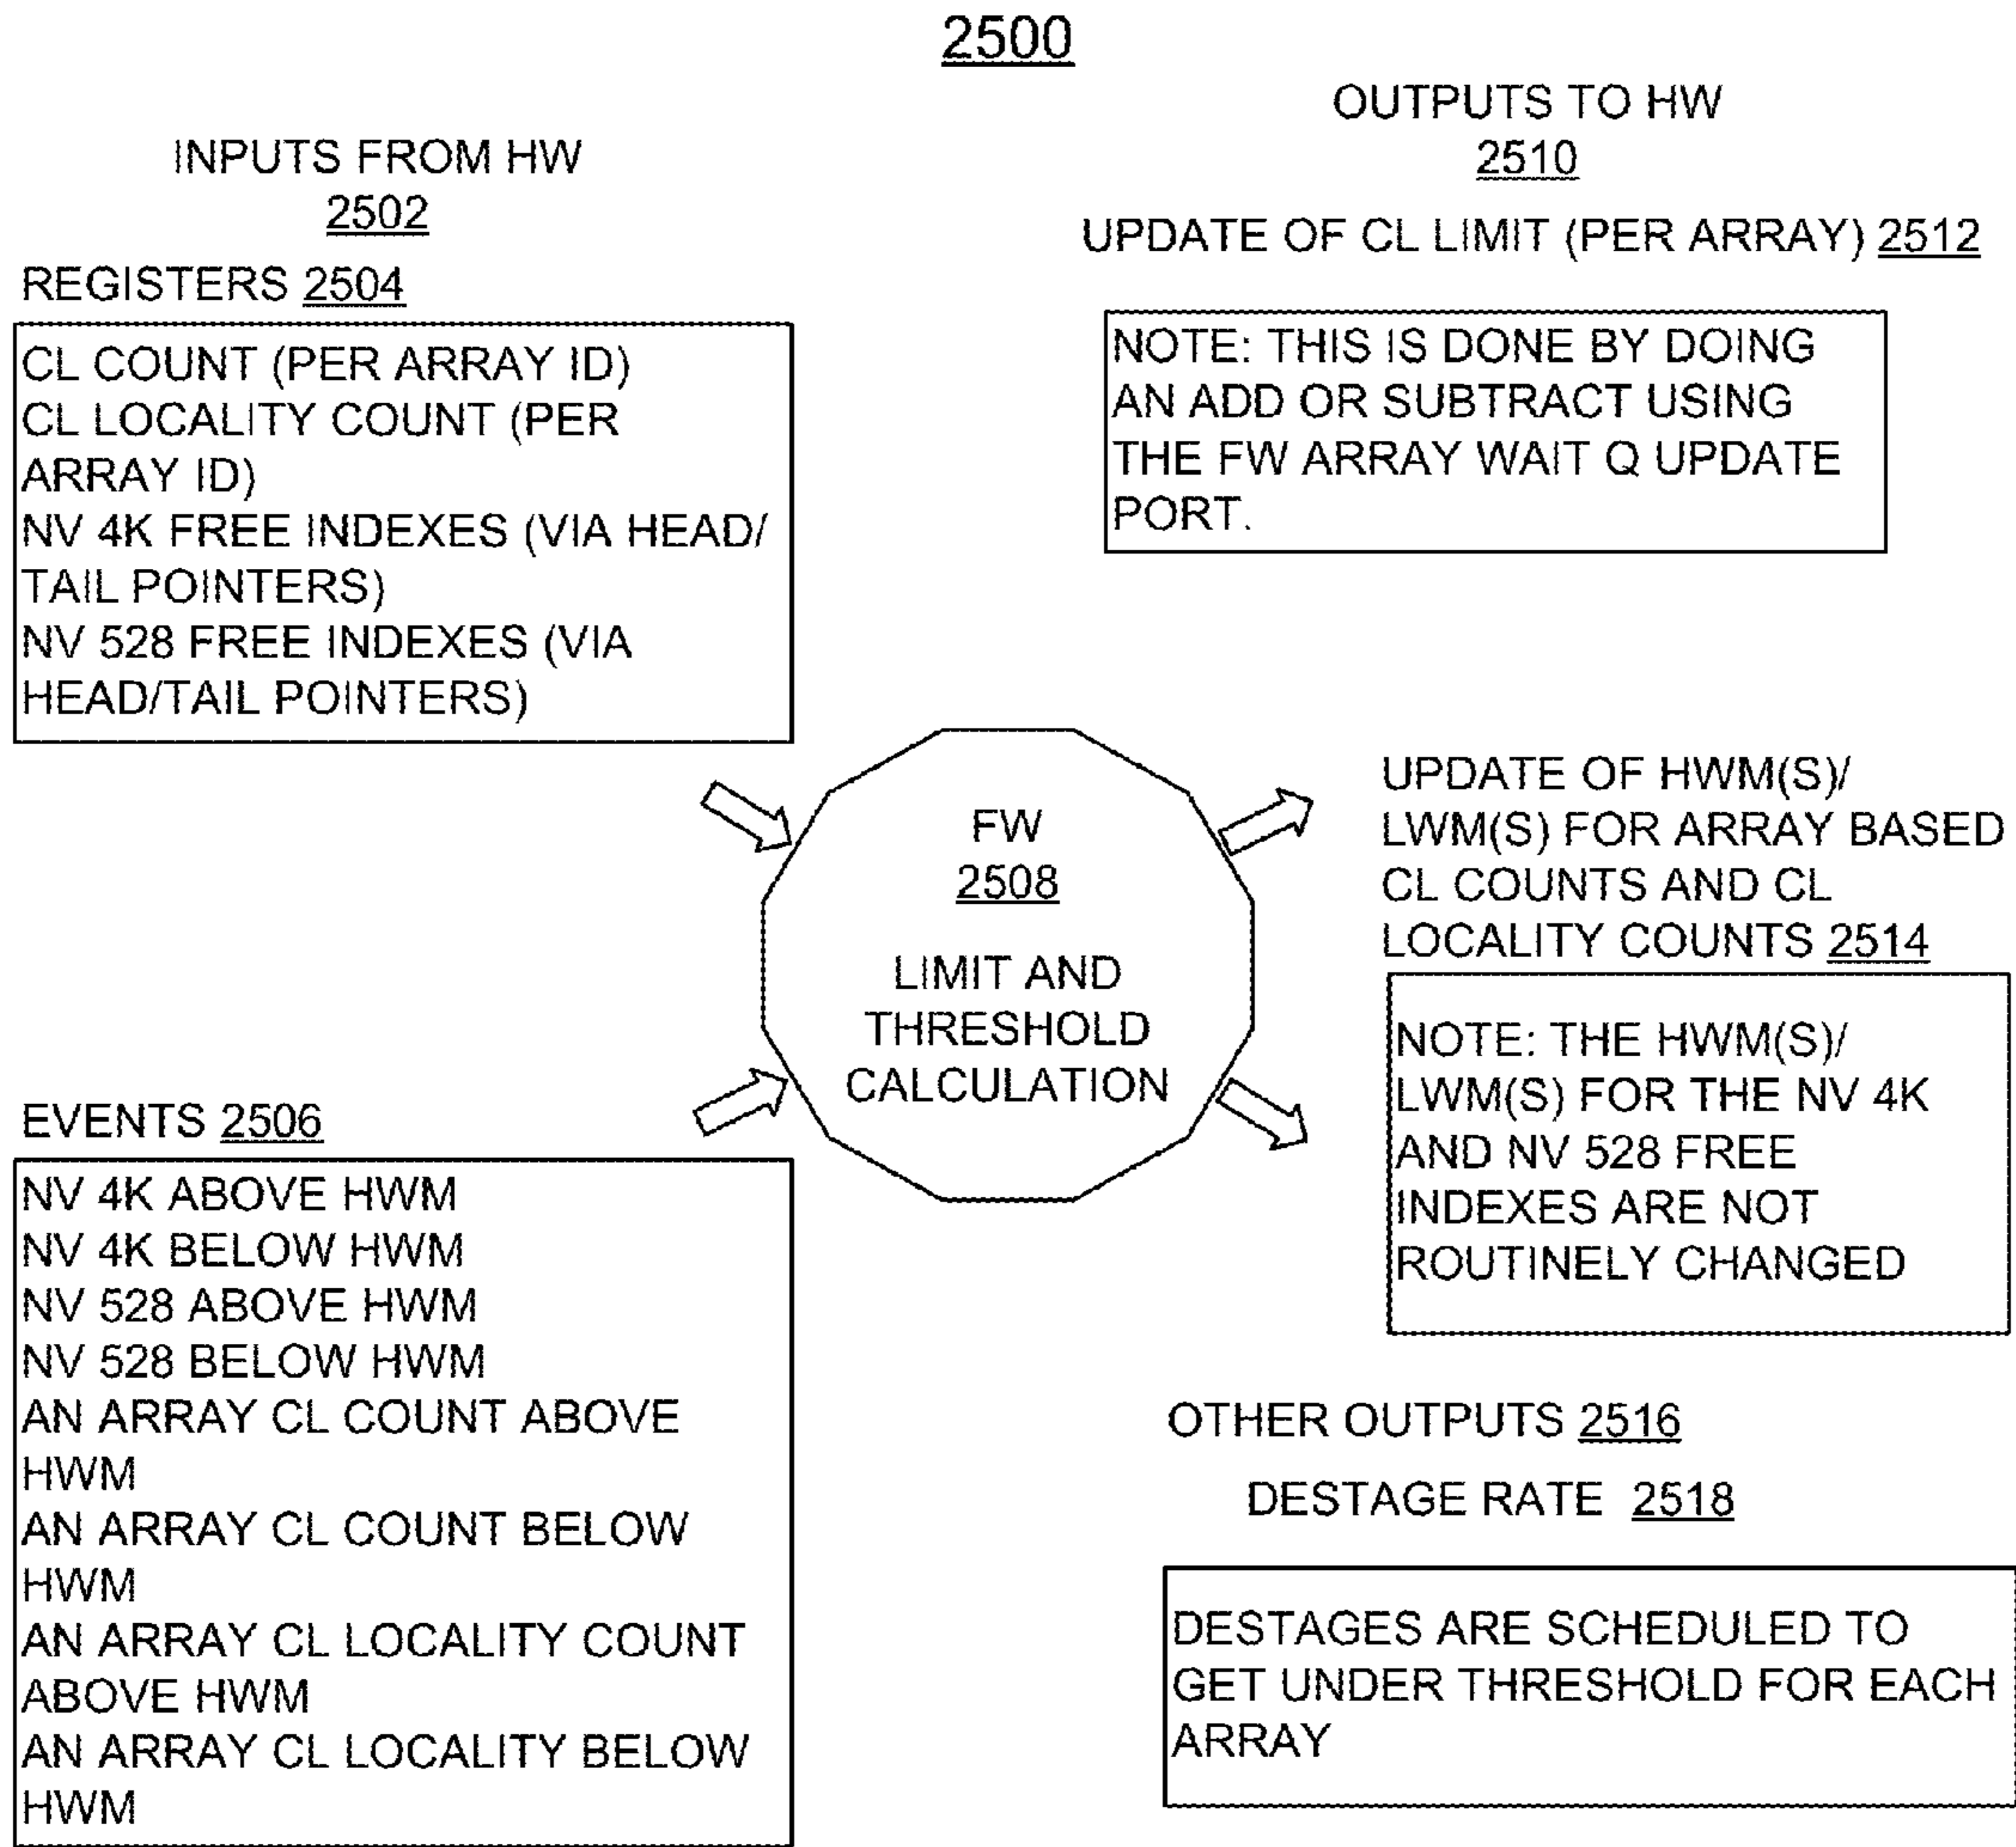 2500
INPUTS FROM HW
2502
REGISTERS 2504
CL COUNT (PER ARRAY ID)
CL LOCALITY COUNT (PER
ARRAY ID)
NV 4K FREE INDEXES (VIA HEAD/
TAIL POINTERS)
NV 528 FREE INDEXES (VIA
HEAD/TAIL POINTERS)
EVENTS 2506
NV 4K ABOVE HWM
NV 4K BELOW HWM
NV 528 ABOVE HWM
NV 528 BELOW HWM
AN ARRAY CL COUNT ABOVE
HWM
AN ARRAY CL COUNT BELOW
HWM
AN ARRAY CL LOCALITY COUNT
ABOVE HWM
AN ARRAY CL LOCALITY BELOW
HWM
FW
2508
LIMIT AND
THRESHOLD
CALCULATION
OUTPUTS TO HW
2510
UPDATE OF CL LIMIT (PER ARRAY) 2512
NOTE: THIS IS DONE BY DOING
AN ADD OR SUBTRACT USING
THE FW ARRAY WAIT Q UPDATE
PORT.
UPDATE OF HWM(S)/
LWM(S) FOR ARRAY BASED
CL COUNTS AND CL
LOCALITY COUNTS 2514
NOTE: THE HWM(S)/
LWM(S) FOR THE NV 4K
AND NV 528 FREE
INDEXES ARE NOT
ROUTINELY CHANGED
OTHER OUTPUTS 2516
DESTAGE RATE 2518
DESTAGES ARE SCHEDULED TO
GET UNDER THRESHOLD FOR EACH
ARRAY